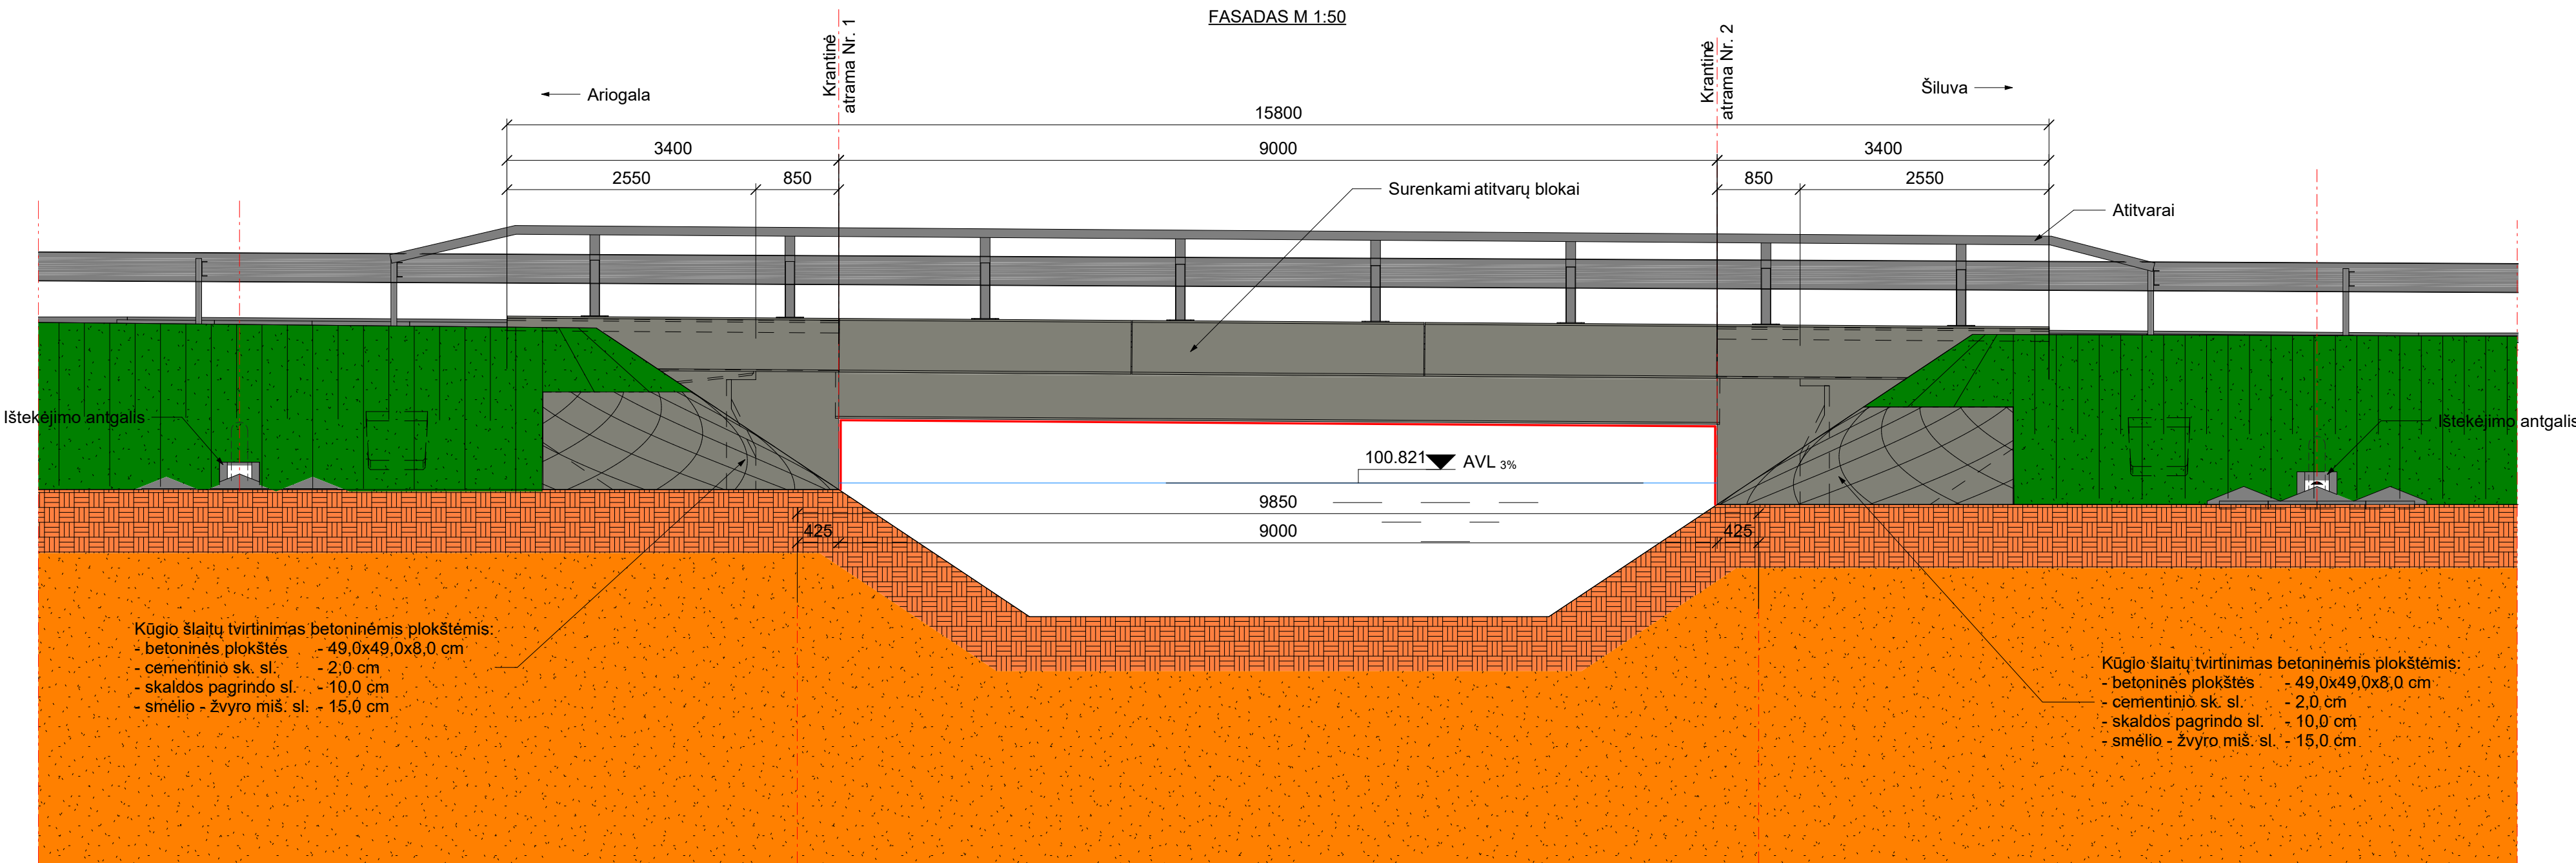 FASADAS M 1:50
Krantinė
atrama Nr. 1
Krantinė
atrama Nr. 2
Ariogala
Šiluva
15800
3400
9000
3400
2550
850
850
2550
Surenkami atitvarų blokai
Atitvarai
Ištekėjimo antgalis
Ištekėjimo antgalis
100.821
AVL 3%
9850
425
9000
425
Kūgio šlaitų tvirtinimas betoninėmis plokštėmis:
- betoninės plokštės - 49,0x49,0x8,0 cm
- cementinio sk. sl. - 2,0 cm
- skaldos pagrindo sl. - 10,0 cm
- smėlio - žvyro miš. sl. - 15,0 cm
Kūgio šlaitų tvirtinimas betoninėmis plokštėmis:
- betoninės plokštės - 49,0x49,0x8,0 cm
- cementinio sk. sl. - 2,0 cm
- skaldos pagrindo sl. - 10,0 cm
- smėlio - žvyro miš. sl. - 15,0 cm